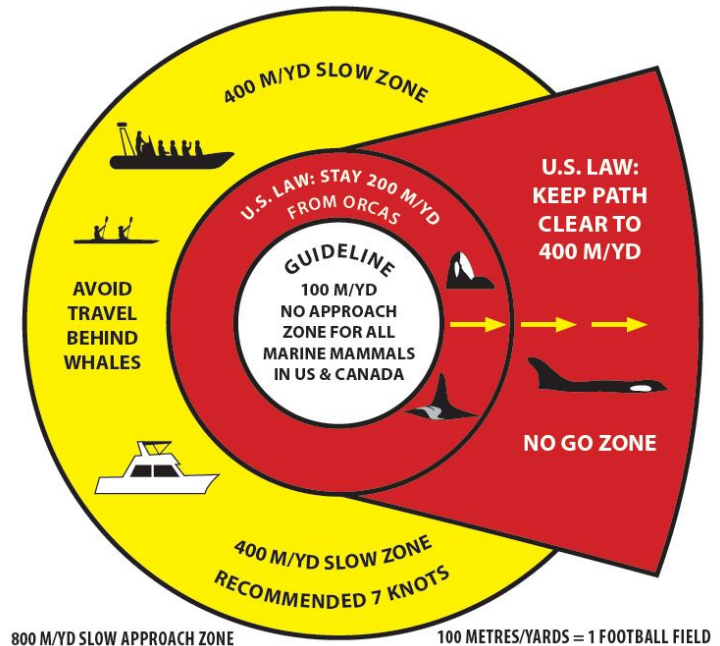 400 M/YD SLOW ZONE
U.S. LAW: STAY 200 M/YD
FROM ORCAS
GUIDELINE
100 M/YD
NO APPROACH
ZONE FOR ALL
MARINE MAMMALS
IN US & CANADA
U.S. LAW:
KEEP PATH
CLEAR TO
400 M/YD
NO GO ZONE
AVOID
TRAVEL
BEHIND
WHALES
400 M/YD SLOW ZONE
RECOMMENDED 7 KNOTS
800 M/YD SLOW APPROACH ZONE
100 METRES/YARDS = 1 FOOTBALL FIELD